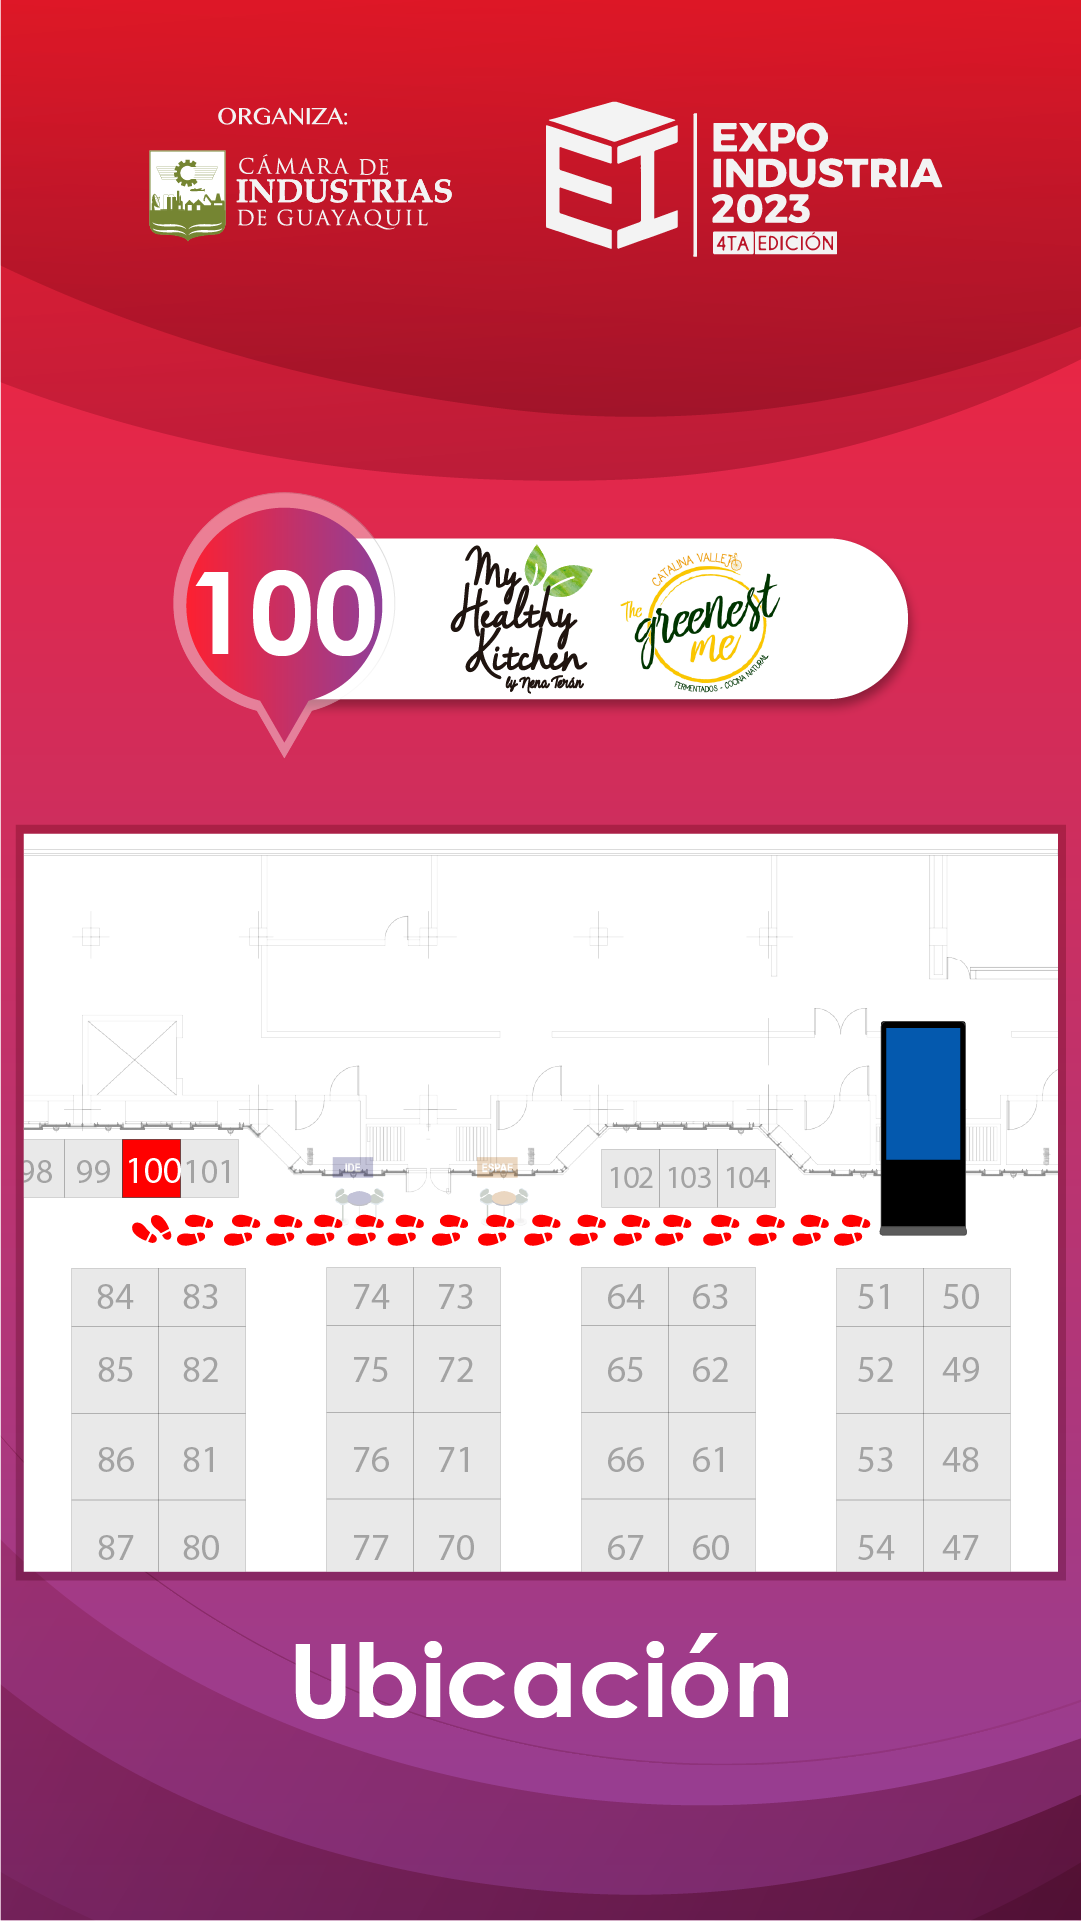 ORGANIZA:
CÁMARA DE
INDUSTRIAS
DE GUAYAQUIL
EXPO
INDUSTRIA
2023
4TA EDICIÓN
100
My
Healthy
Kitchen
by Nena Terán
CATALINA VALLEJO
The
greenest
me
FERMENTADOS - COCINA NATURAL
IDE
ESPAE
98 99 100 101
102 103 104
84 83 74 73 64 63 51 50
85 82 75 72 65 62 52 49
86 81 76 71 66 61 53 48
87 80 77 70 67 60 54 47
Ubicación